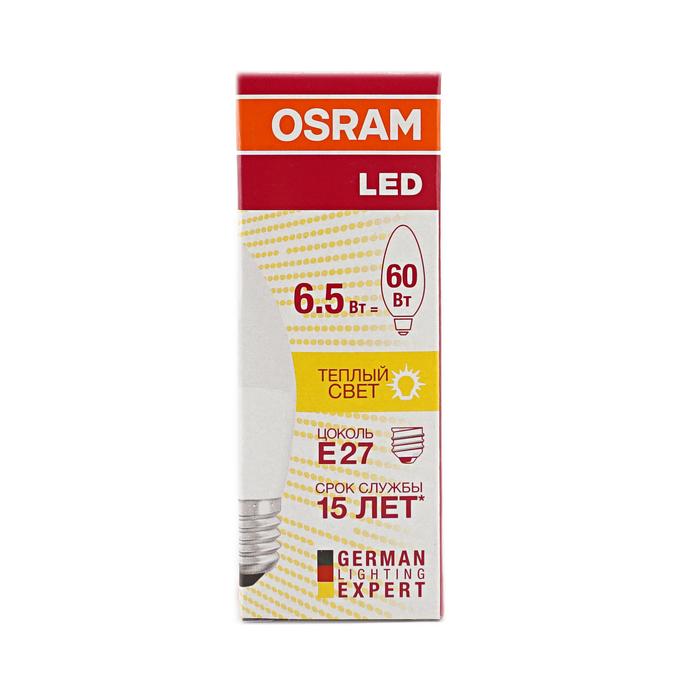 OSRAM
LED
6.5 Вт =
60
Вт
ТЕПЛЫЙ
СВЕТ
ЦОКОЛЬ
E27
СРОК СЛУЖБЫ
15 ЛЕТ*
GERMAN
LIGHTING
EXPERT